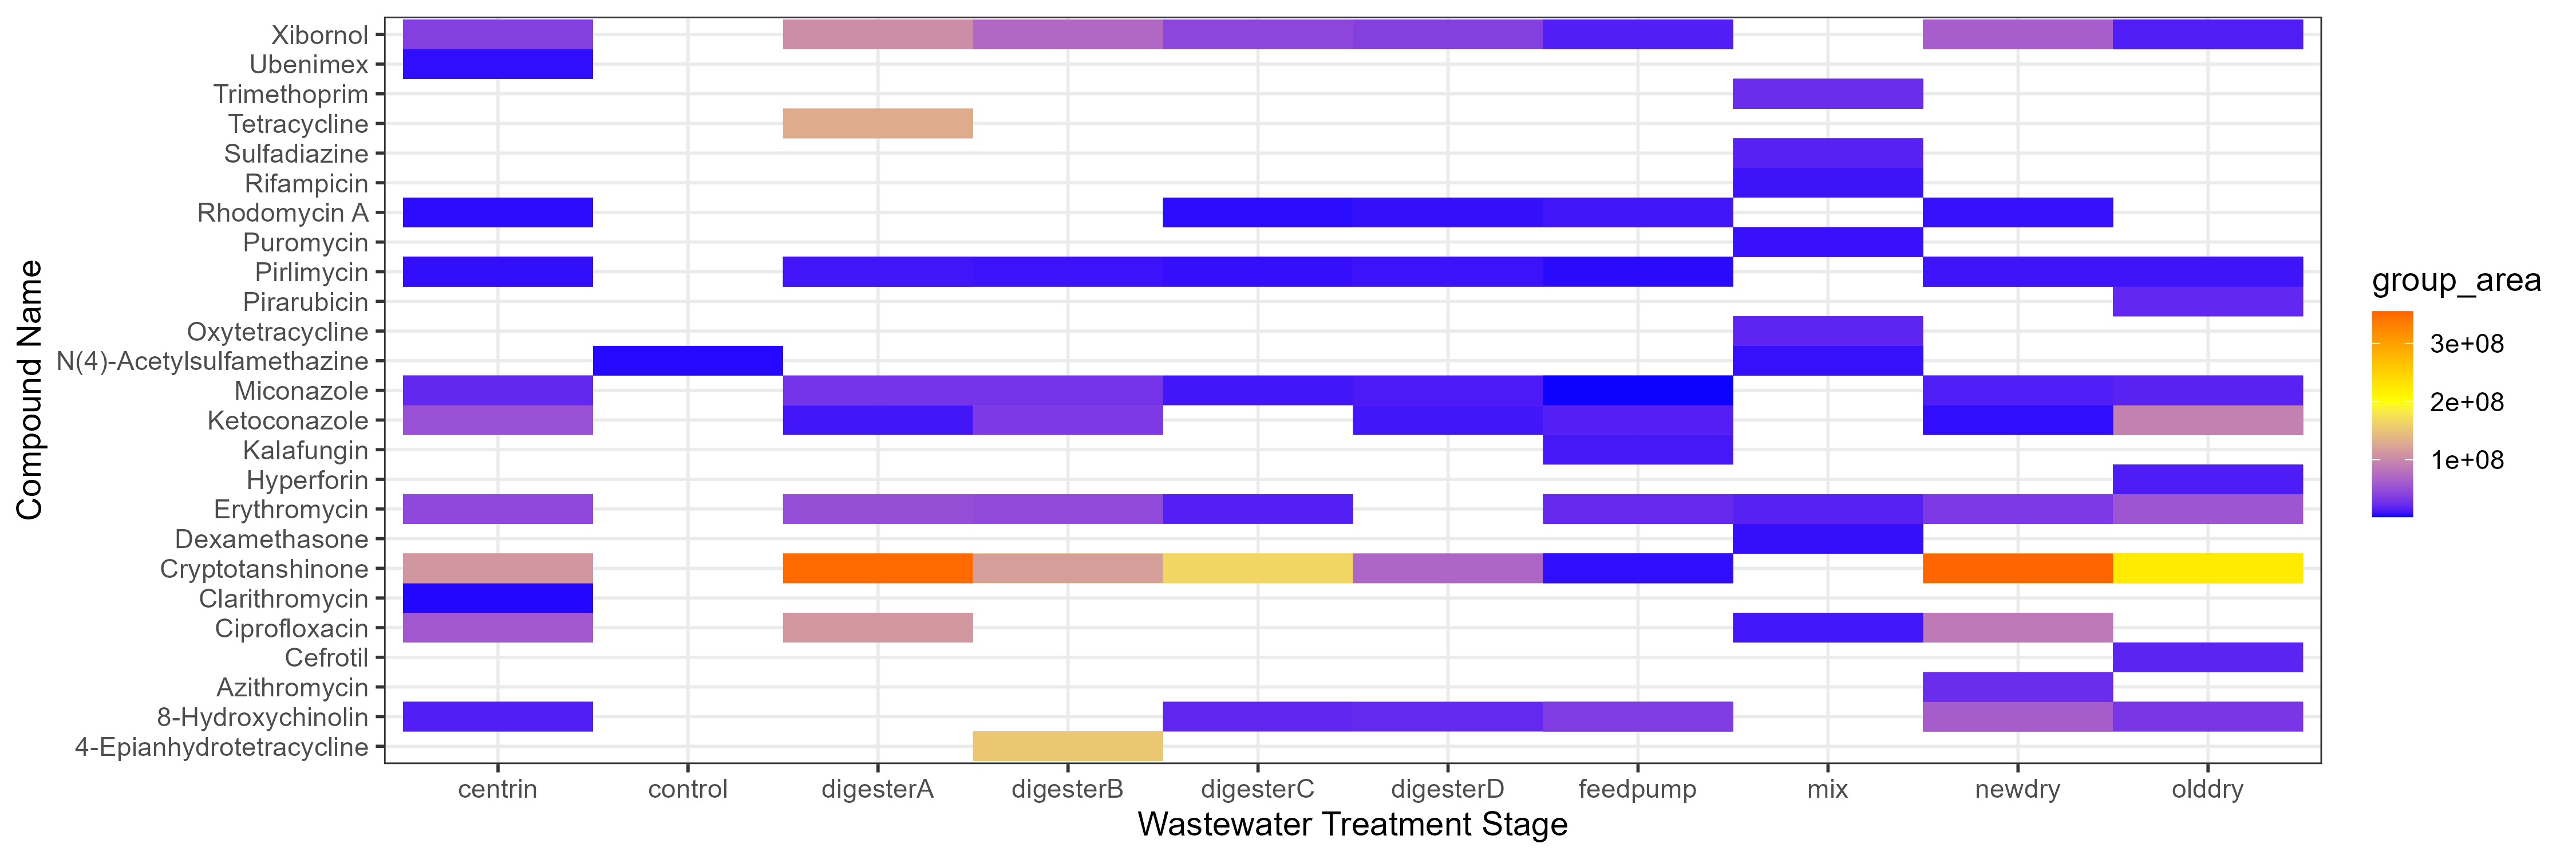 Compound Name
Xibornol
Ubenimex
Trimethoprim
Tetracycline
Sulfadiazine
Rifampicin
Rhodomycin A
Puromycin
Pirlimycin
Pirarubicin
Oxytetracycline
N(4)-Acetylsulfamethazine
Miconazole
Ketoconazole
Kalafungin
Hyperforin
Erythromycin
Dexamethasone
Cryptotanshinone
Clarithromycin
Ciprofloxacin
Cefrotil
Azithromycin
8-Hydroxychinolin
4-Epianhydrotetracycline
centrin control digesterA digesterB digesterC digesterD feedpump mix newdry olddry
Wastewater Treatment Stage
group_area
3e+08
2e+08
1e+08